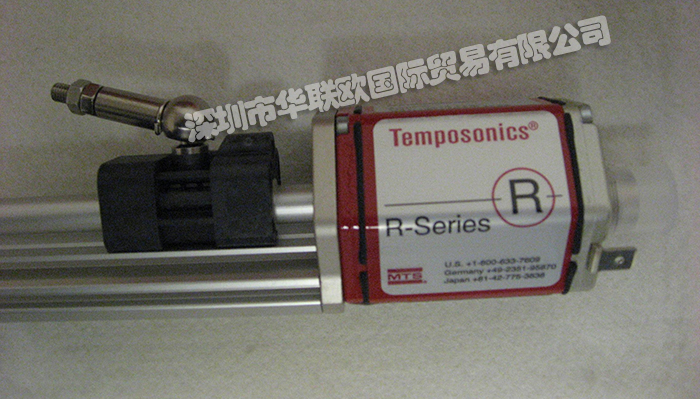 深圳市华联欧国际贸易有限公司
Temposonics®
R
R-Series
MTS
U.S. +1-800-633-7609
Germany +49-2351-95870
Japan +81-42-775-3838